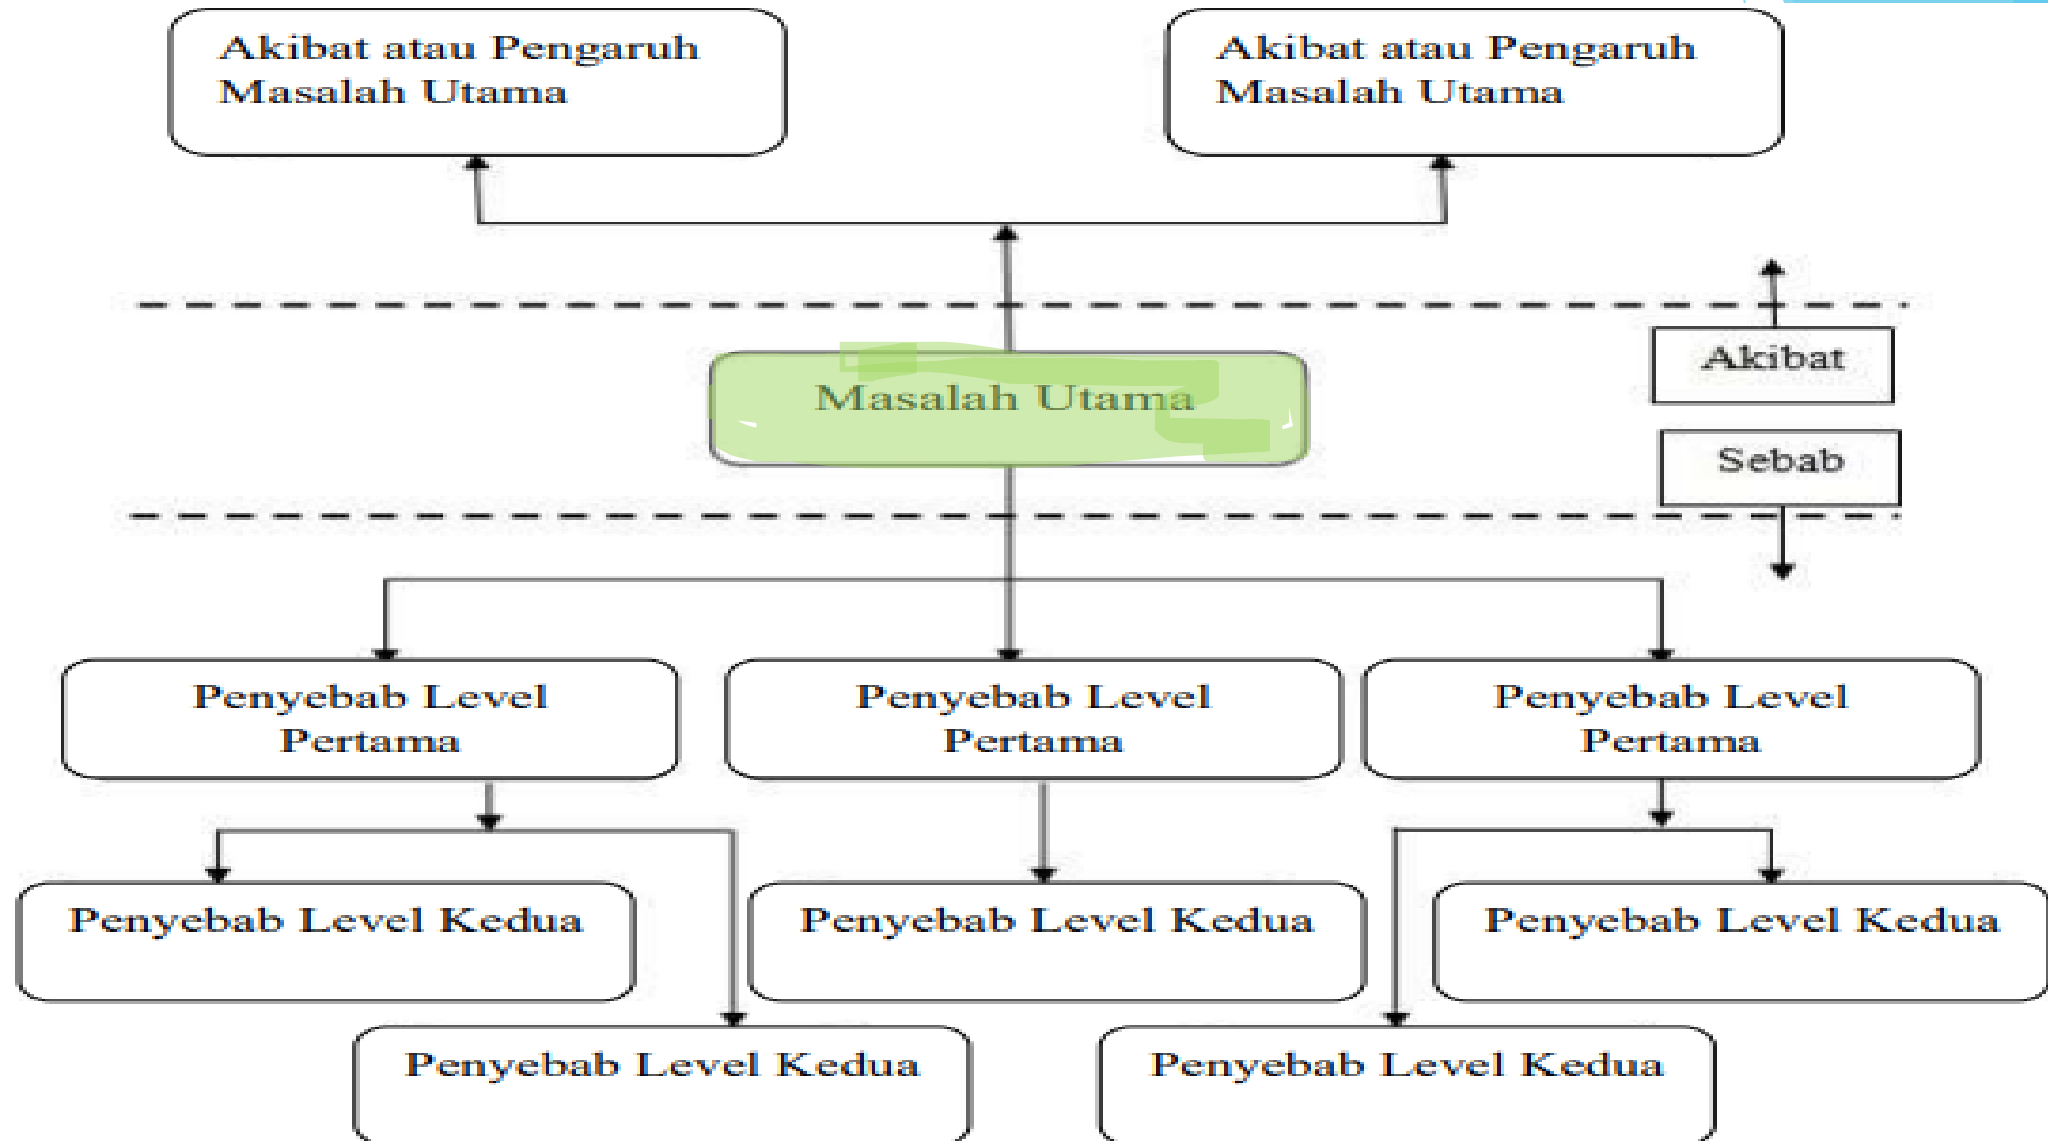 Akibat atau Pengaruh
Masalah Utama
Akibat atau Pengaruh
Masalah Utama
Masalah Utama
Akibat
Sebab
Penyebab Level
Pertama
Penyebab Level
Pertama
Penyebab Level
Pertama
Penyebab Level Kedua
Penyebab Level Kedua
Penyebab Level Kedua
Penyebab Level Kedua
Penyebab Level Kedua